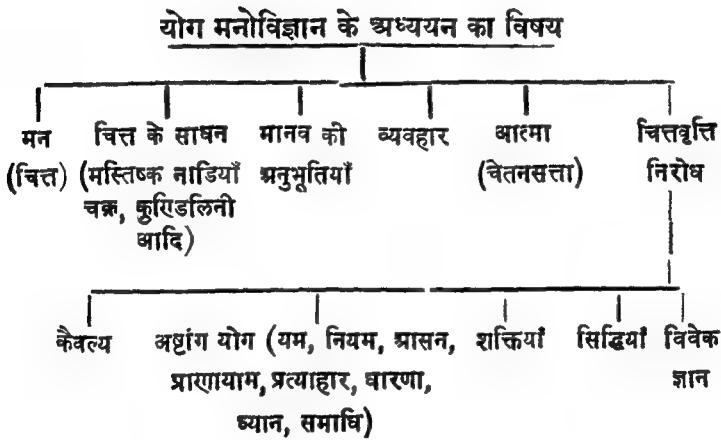 योग मनोविज्ञान के अध्ययन का विषय
मन चित्त के साधन मानव की व्यवहार आत्मा चित्तवृत्ति
(चित्त) (मस्तिष्क नाडियाँ अनुभूतियाँ (चेतनसत्ता) निरोध
चक्र, कुण्डिलिनी
आदि)
कैवल्य अष्टांग योग (यम, नियम, आसन, शक्तियाँ सिद्धियाँ विवेक
प्राणायाम, प्रत्याहार, धारणा, ज्ञान
ध्यान, समाधि)